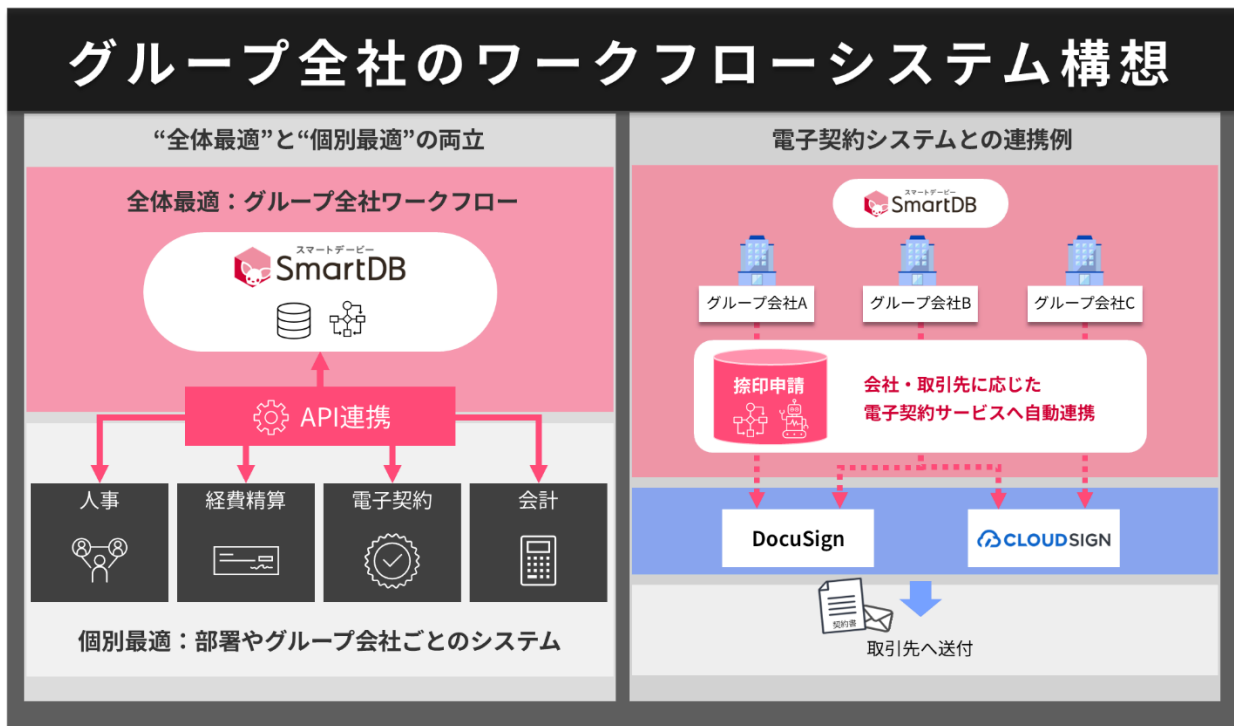 グループ全社のワークフローシステム構想
“全体最適”と“個別最適”の両立
全体最適：グループ全社ワークフロー
スマートデービー
SmartDB
API連携
人事
経費精算
電子契約
会計
個別最適：部署やグループ会社ごとのシステム
電子契約システムとの連携例
スマートデービー
SmartDB
グループ会社A
グループ会社B
グループ会社C
捺印申請
会社・取引先に応じた
電子契約サービスへ自動連携
DocuSign
CLOUDSIGN
契約書
取引先へ送付